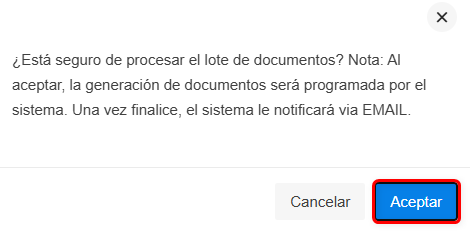 ¿Está seguro de procesar el lote de documentos? Nota: Al
aceptar, la generación de documentos será programada por el
sistema. Una vez finalice, el sistema le notificará via EMAIL.
Cancelar
Aceptar